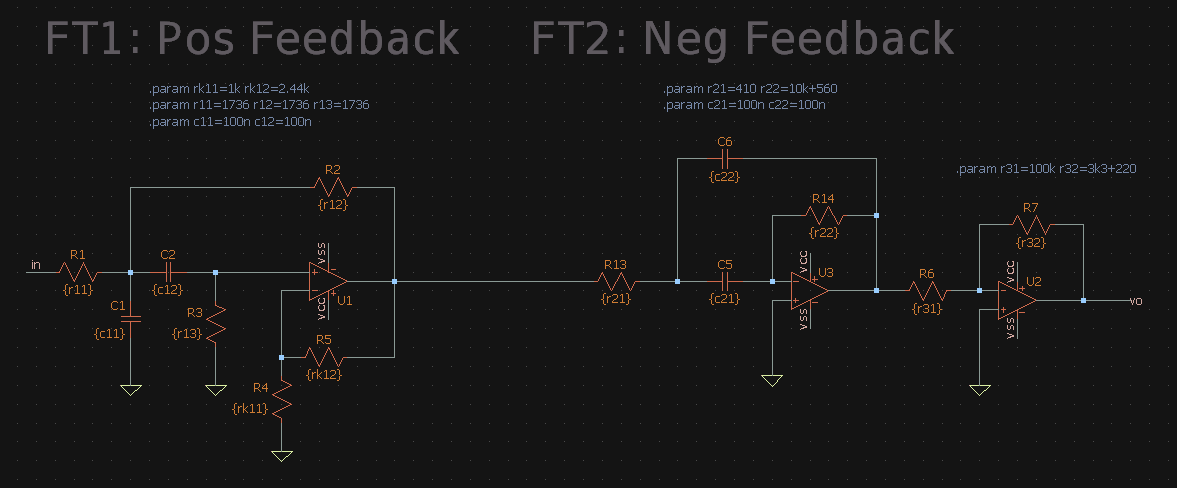 FT1: Pos Feedback
FT2: Neg Feedback
.param rk11=1k rk12=2.44k
.param r11=1736 r12=1736 r13=1736
.param c11=100n c12=100n
.param r21=410 r22=10k+560
.param c21=100n c22=100n
.param r31=100k r32=3k3+220
R2
{r12}
in
R1
{r11}
C2
{c12}
C1
{c11}
R3
{r13}
vss
+
−
−
+
U1
vcc
R5
{rk12}
R4
{rk11}
C6
{c22}
R14
{r22}
R13
{r21}
C5
{c21}
vcc
−
+
+
−
U3
vss
R6
{r31}
R7
{r32}
vcc
−
+
+
−
U2
vss
vo